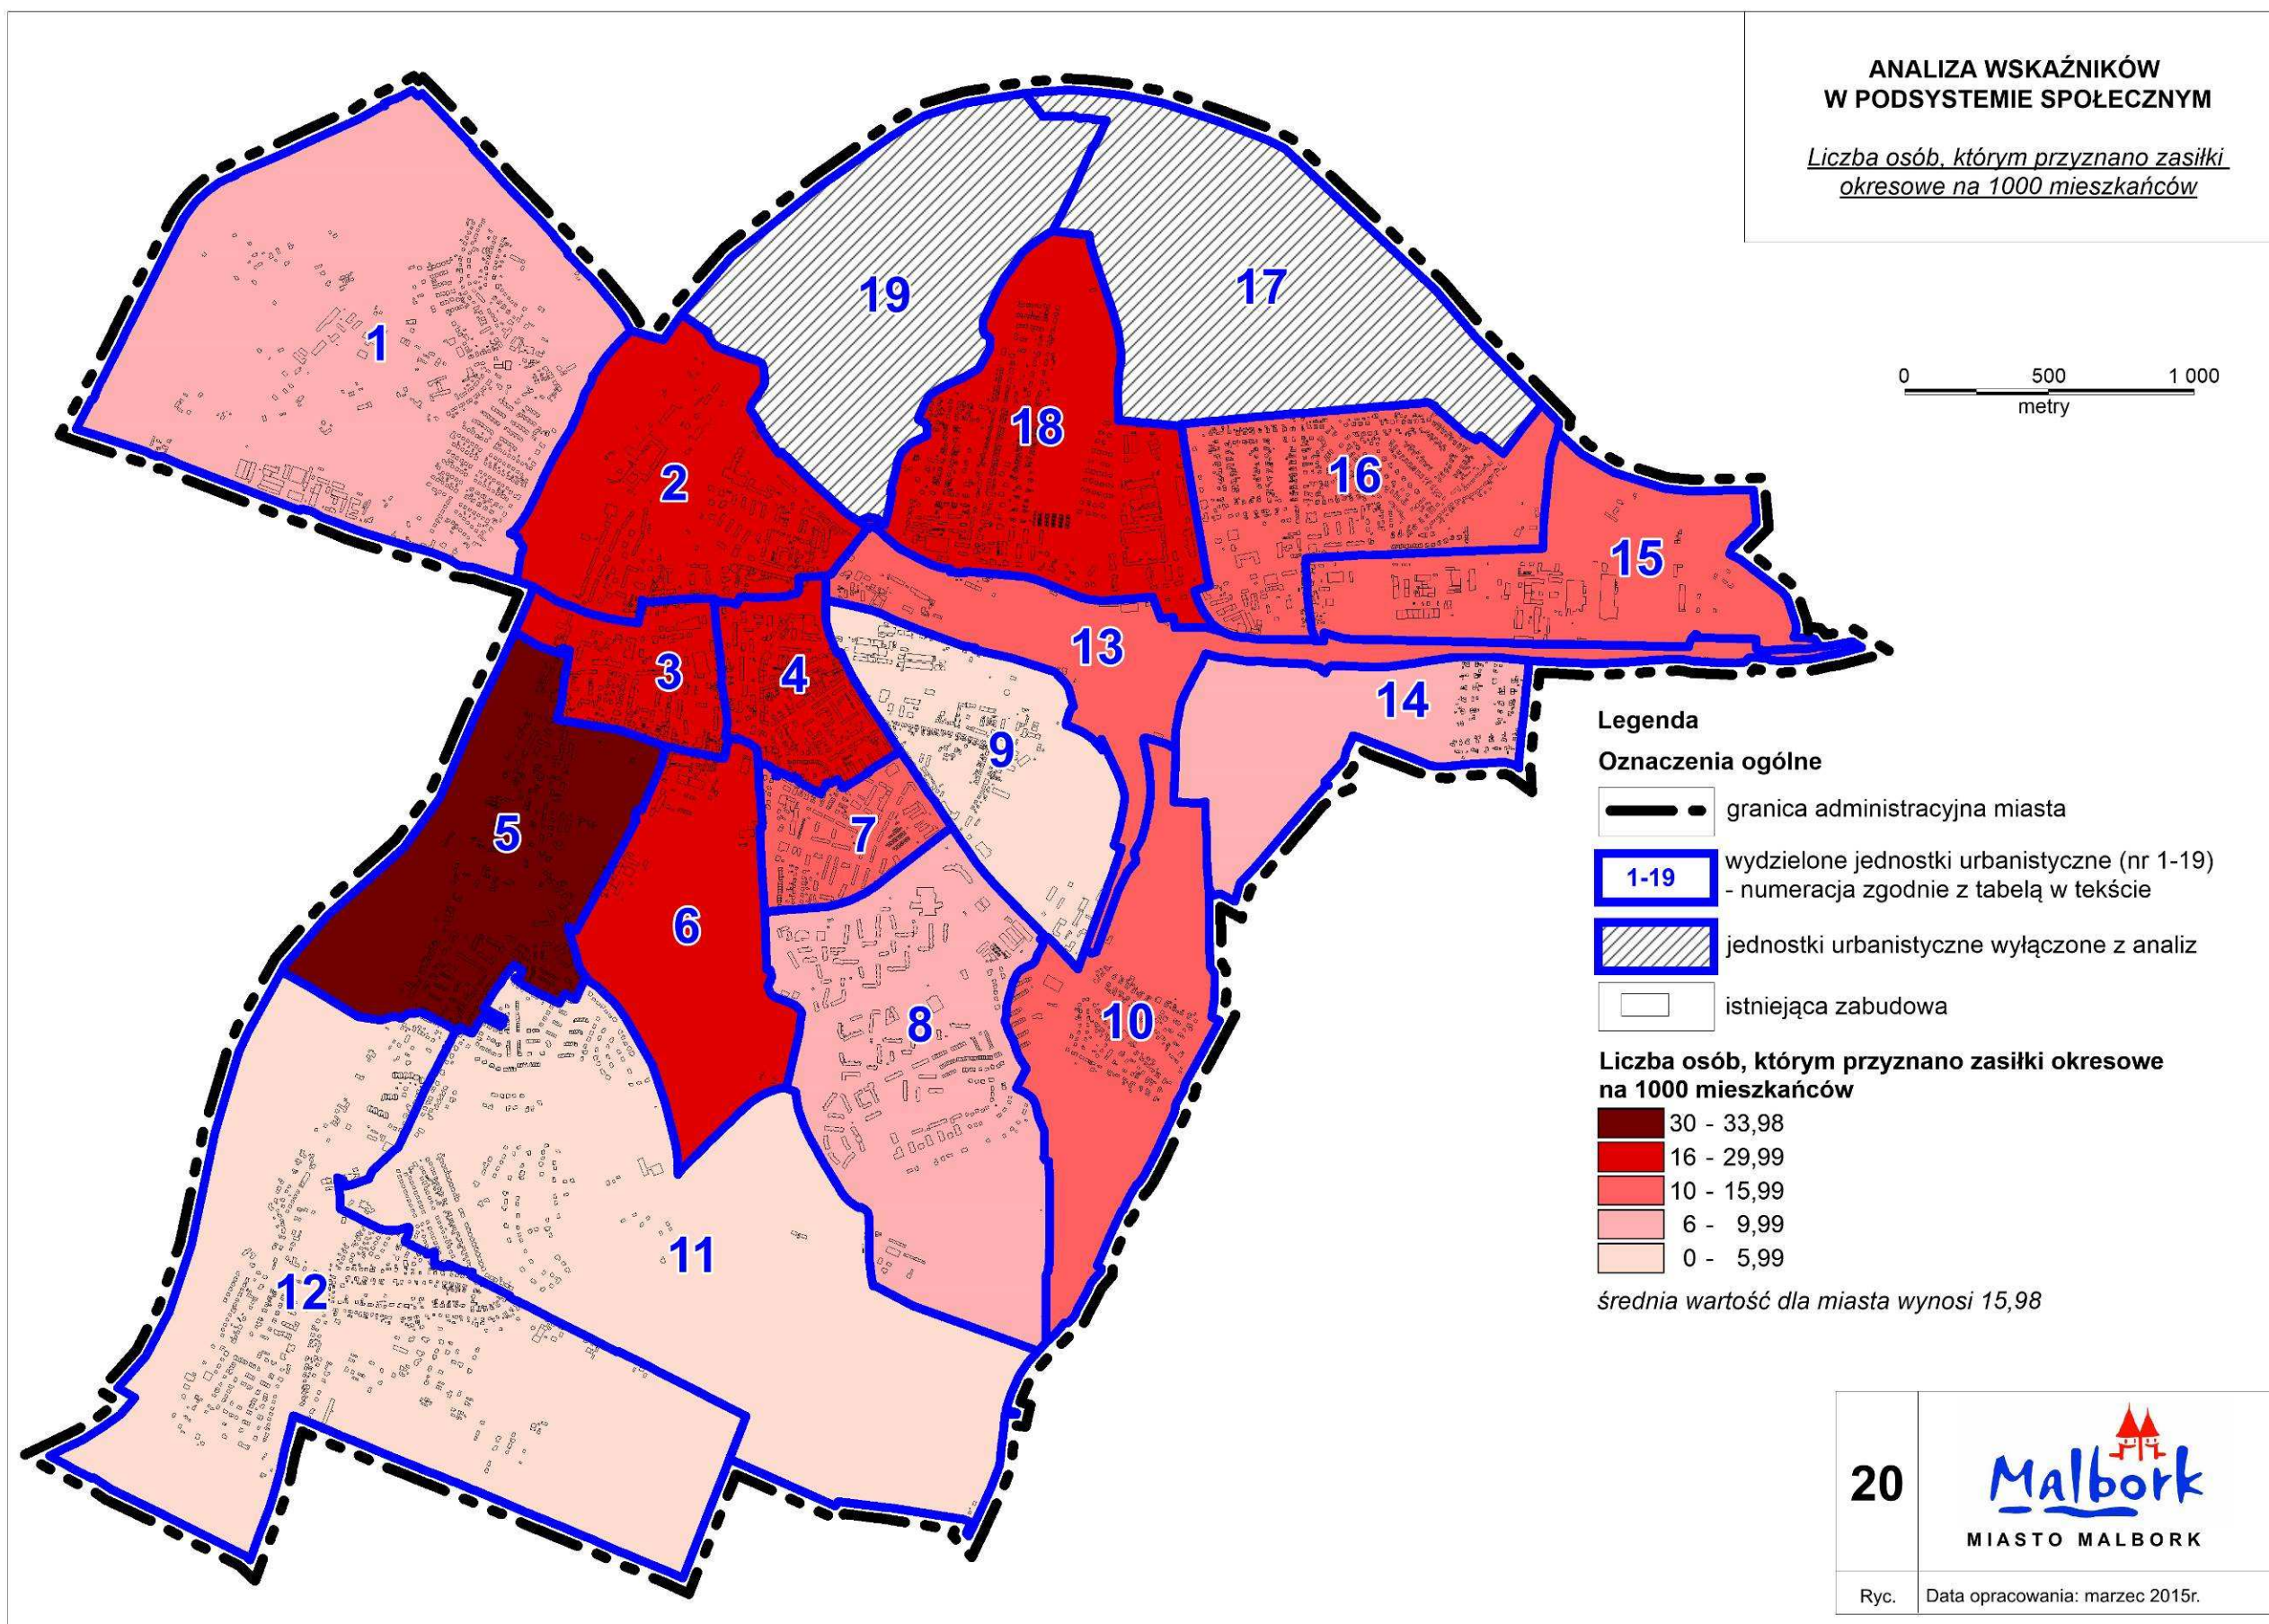 ANALIZA WSKAŹNIKÓW
W PODSYSTEMIE SPOŁECZNYM
Liczba osób, którym przyznano zasiłki
okresowe na 1000 mieszkańców
0 500 1 000
metry
1
2
3
4
5
6
7
8
9
10
11
12
13
14
15
16
17
18
19
Legenda
Oznaczenia ogólne
granica administracyjna miasta
1-19
wydzielone jednostki urbanistyczne (nr 1-19)
- numeracja zgodnie z tabelą w tekście
jednostki urbanistyczne wyłączone z analiz
istniejąca zabudowa
Liczba osób, którym przyznano zasiłki okresowe
na 1000 mieszkańców
30 - 33,98
16 - 29,99
10 - 15,99
6 - 9,99
0 - 5,99
średnia wartość dla miasta wynosi 15,98
20
Malbork
MIASTO MALBORK
Ryc.
Data opracowania: marzec 2015r.